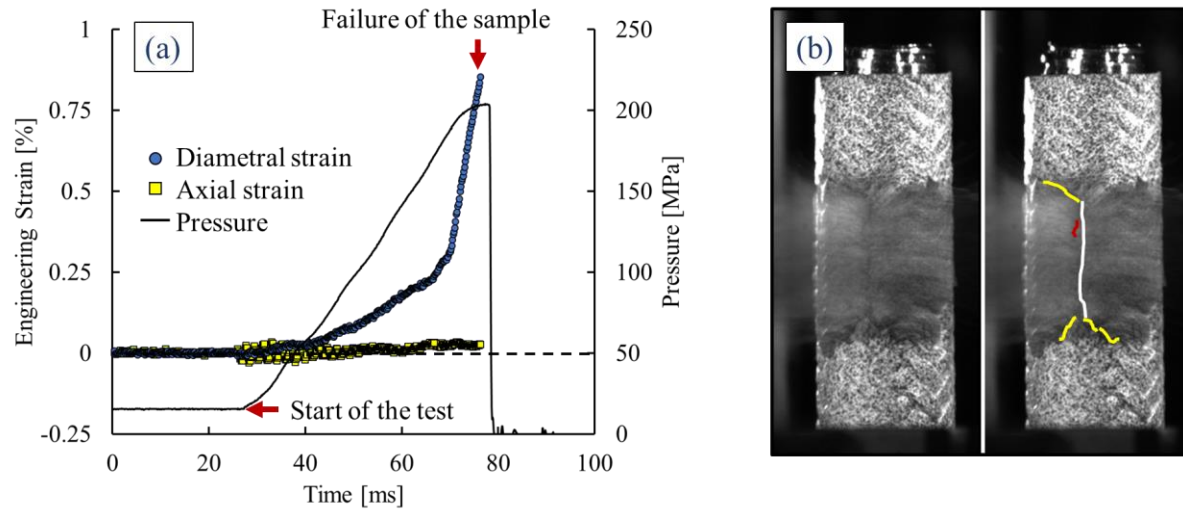 Failure of the sample
(a)
1
0.75
0.5
0.25
0
-0.25
Engineering Strain [%]
Diametral strain
Axial strain
Pressure
Start of the test
250
200
150
100
50
0
Pressure [MPa]
0 20 40 60 80 100
Time [ms]
(b)